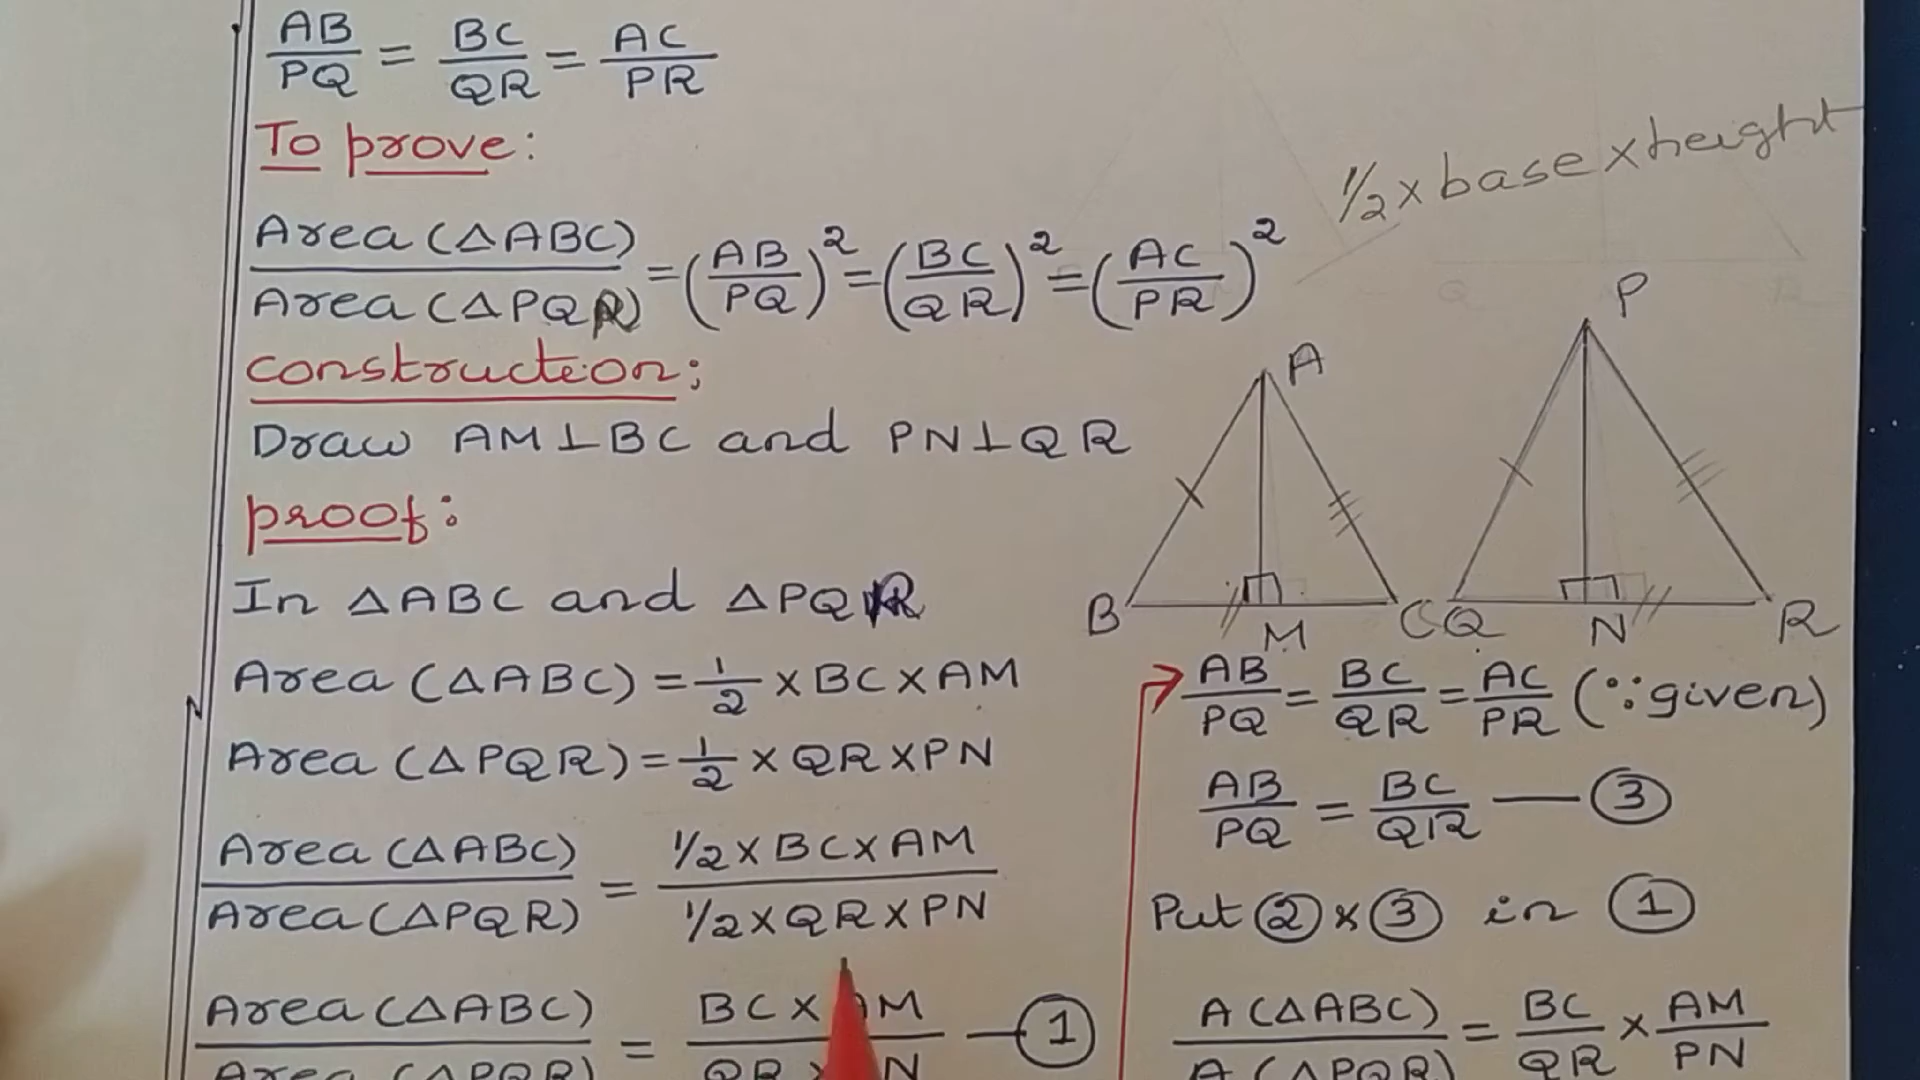 AB/PQ = BC/QR = AC/PR
To prove:
Area(△ABC)/Area(△PQR) = (AB/PQ)² = (BC/QR)² = (AC/PR)²
construction:
Draw AM⊥BC and PN⊥QR
proof:
In △ABC and △PQR
Area(△ABC) = 1/2 × BC × AM
Area(△PQR) = 1/2 × QR × PN
Area(△ABC)/Area(△PQR) = 1/2 × BC × AM / 1/2 × QR × PN
Area(△ABC)/Area(△PQR) = BC × AM / QR × PN — ①
1/2 × base × height
A
B
M
C
P
Q
N
R
AB/PQ = BC/QR = AC/PR (∵ given)
AB/PQ = BC/QR — ③
Put ② & ③ in ①
A(△ABC)/A(△PQR) = BC/QR × AM/PN